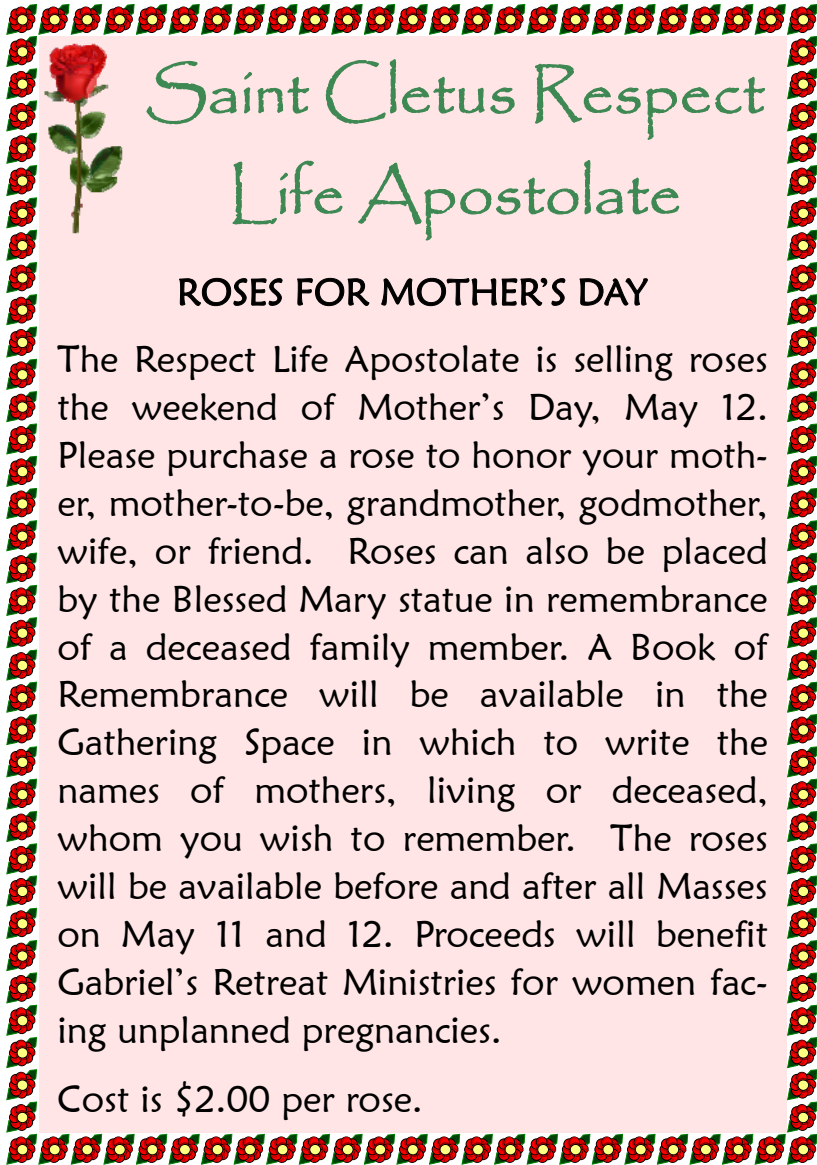 Saint Cletus Respect
Life Apostolate
ROSES FOR MOTHER'S DAY
The Respect Life Apostolate is selling roses
the weekend of Mother's Day, May 12.
Please purchase a rose to honor your moth-
er, mother-to-be, grandmother, godmother,
wife, or friend.  Roses can also be placed
by the Blessed Mary statue in remembrance
of a deceased family member. A Book of
Remembrance will be available in the
Gathering Space in which to write the
names of mothers, living or deceased,
whom you wish to remember.  The roses
will be available before and after all Masses
on May 11 and 12. Proceeds will benefit
Gabriel's Retreat Ministries for women fac-
ing unplanned pregnancies.
Cost is $2.00 per rose.